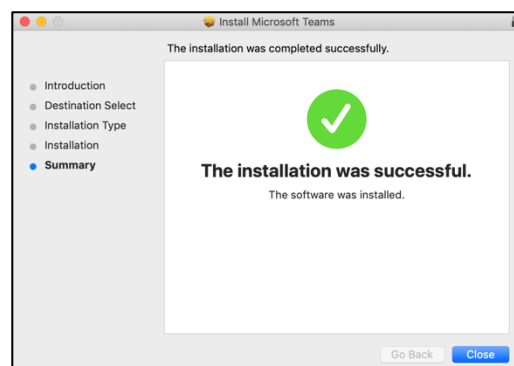 Install Microsoft Teams
The installation was completed successfully.
Introduction
Destination Select
Installation Type
Installation
Summary
The installation was successful.
The software was installed.
Go Back
Close